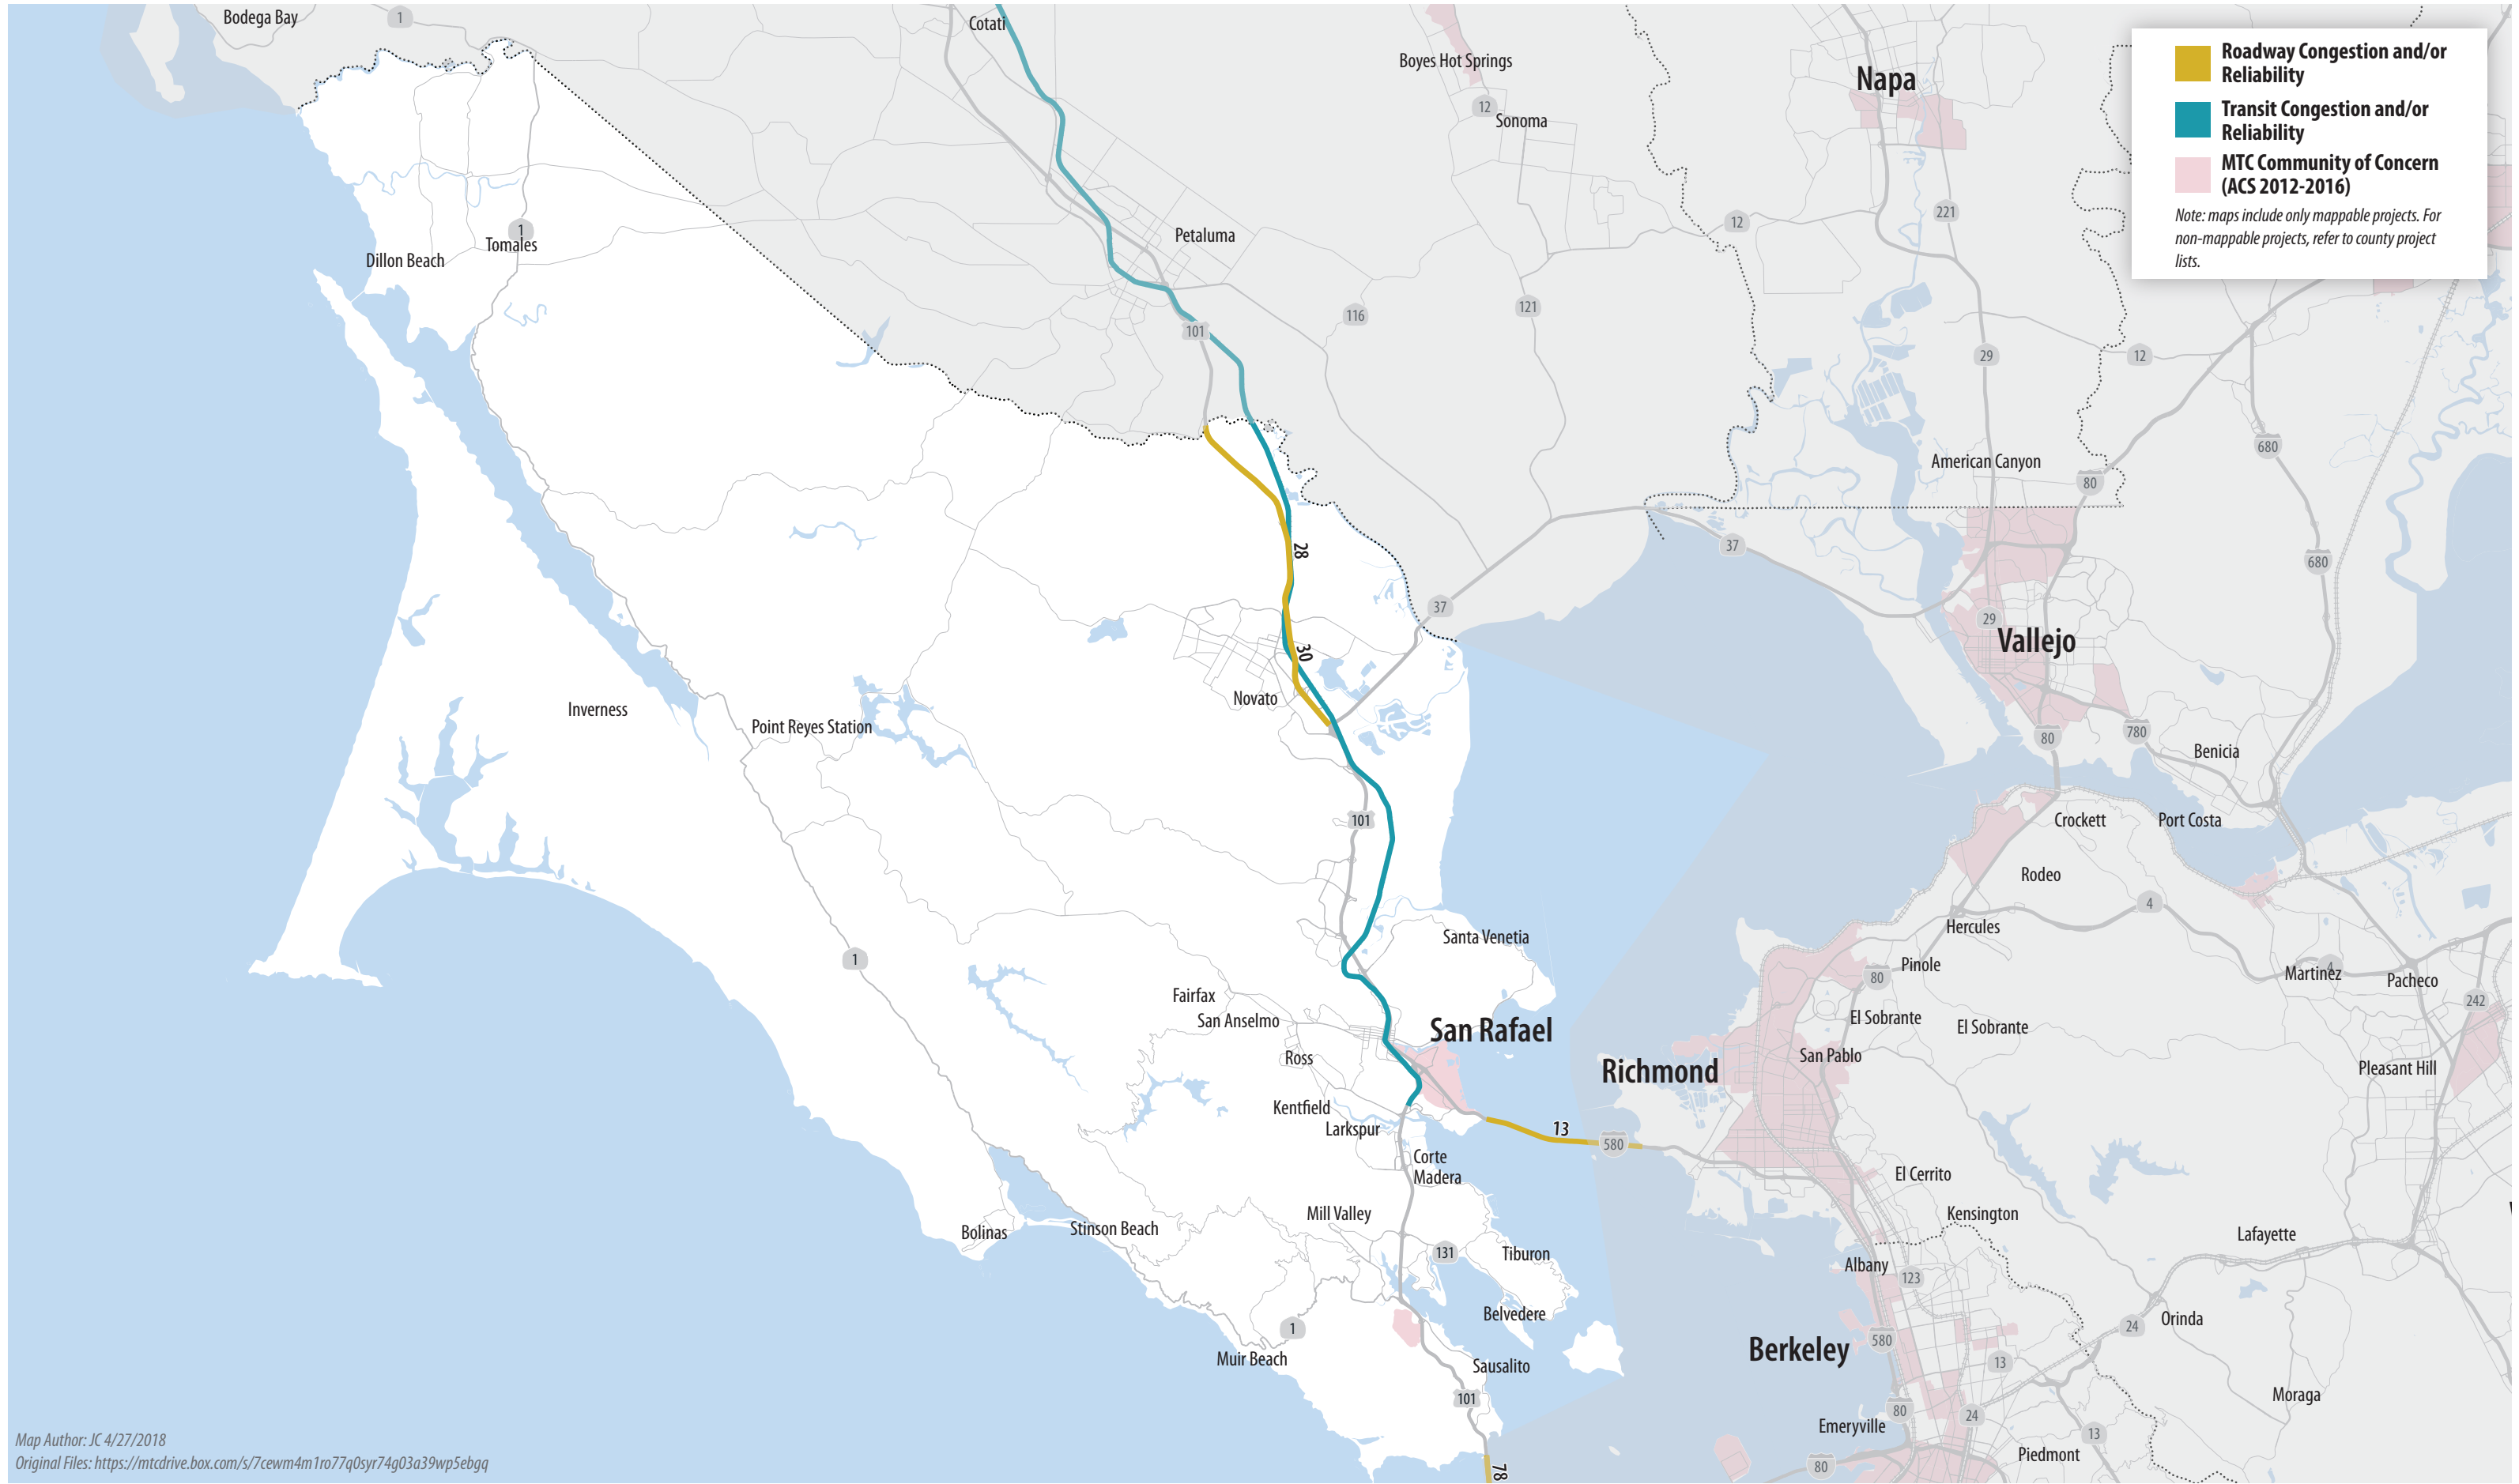 Bodega Bay
1
Cotati
Boyes Hot Springs
12
Sonoma
Napa
Roadway Congestion and/or
Reliability
Transit Congestion and/or
Reliability
MTC Community of Concern
(ACS 2012-2016)
Note: maps include only mappable projects. For
non-mappable projects, refer to county project
lists.
221
12
1
Tomales
Dillon Beach
Petaluma
121
116
101
29
12
680
American Canyon
80
28
37
680
37
29
Vallejo
30
Novato
Inverness
Point Reyes Station
80
780
Benicia
101
Crockett
Port Costa
Rodeo
4
Hercules
Santa Venetia
1
Pinole
80
4
Martinez
Pacheco
242
Fairfax
San Anselmo
San Rafael
El Sobrante
El Sobrante
Ross
San Pablo
Richmond
Pleasant Hill
Kentfield
Larkspur
13
580
Corte
Madera
El Cerrito
Kensington
Mill Valley
Bolinas
Stinson Beach
131
Tiburon
Lafayette
Albany
123
Belvedere
1
Orinda
24
580
Berkeley
13
Muir Beach
Sausalito
101
Moraga
80
24
Emeryville
13
Piedmont
80
78
Map Author: JC 4/27/2018
Original Files: https://mtcdrive.box.com/s/7cewm4m1ro77q0syr74g03a39wp5ebgq